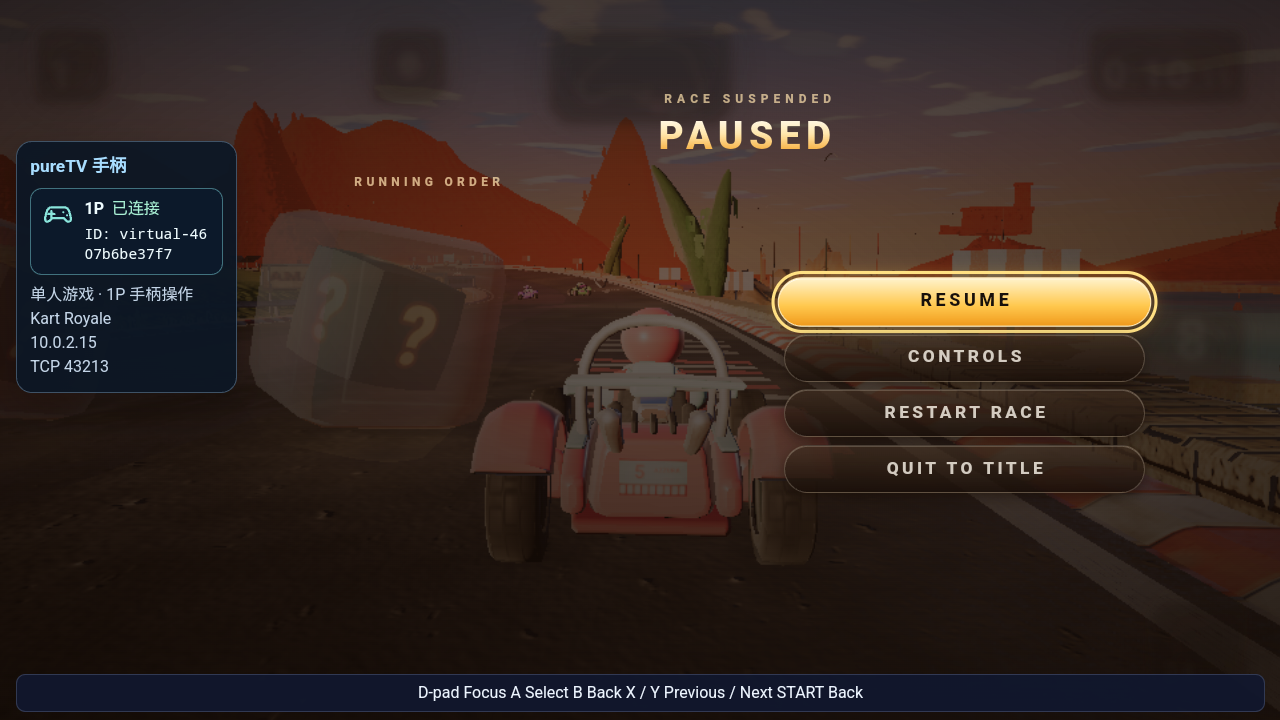 RACE SUSPENDED
PAUSED
pureTV 手柄
1P 已连接
ID: virtual-46
07b6be37f7
单人游戏 · 1P 手柄操作
Kart Royale
10.0.2.15
TCP 43213
RUNNING ORDER
? ?
RESUME
CONTROLS
RESTART RACE
QUIT TO TITLE
5
D-pad Focus A Select B Back X / Y Previous / Next START Back